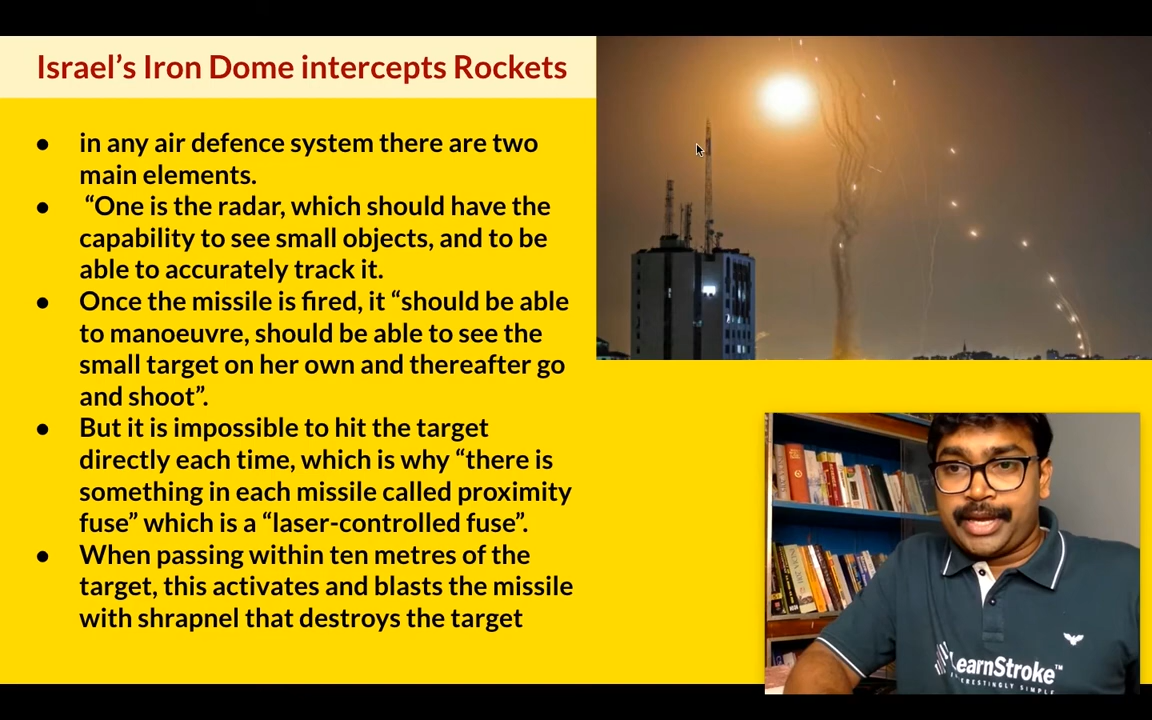 Israel's Iron Dome intercepts Rockets
● in any air defence system there are two
main elements.
● “One is the radar, which should have the
capability to see small objects, and to be
able to accurately track it.
● Once the missile is fired, it “should be able
to manoeuvre, should be able to see the
small target on her own and thereafter go
and shoot”.
● But it is impossible to hit the target
directly each time, which is why “there is
something in each missile called proximity
fuse” which is a “laser-controlled fuse”.
● When passing within ten metres of the
target, this activates and blasts the missile
with shrapnel that destroys the target
LearnStroke™